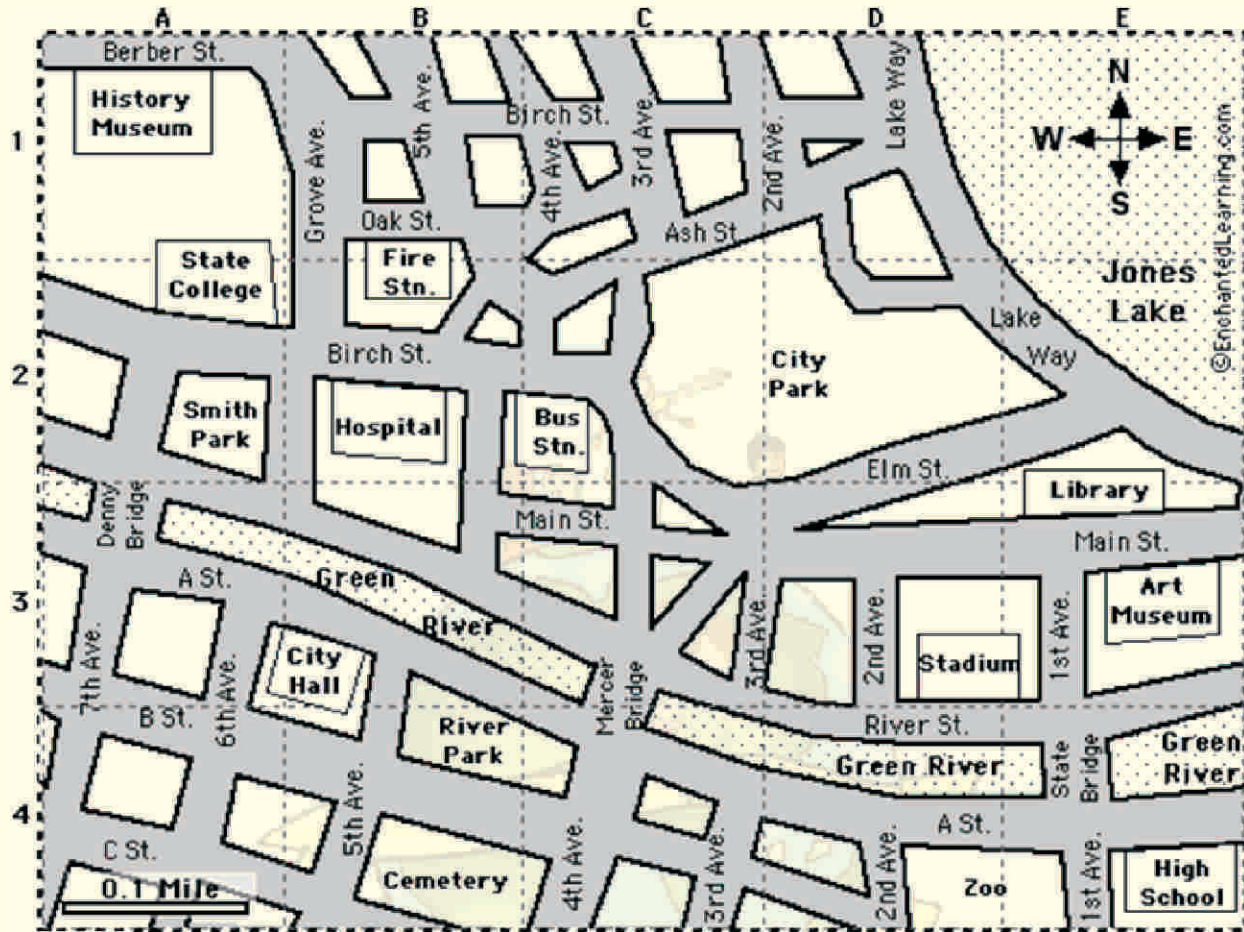 A
B
C
D
E
Berber St.
History
Museum
5th Ave.
Birch St.
3rd Ave.
Lake Way
N
W
E
S
1
Grove Ave.
4th Ave.
2nd Ave.
©EnchantedLearning.com
Oak St.
Ash St
State
College
Fire
Stn.
Jones
Lake
Lake
Way
Birch St.
City
Park
2
Smith
Park
Hospital
Bus
Stn.
Elm St.
Library
Denny
Bridge
Main St.
Main St.
A St.
Green
River
3
Art
Museum
7th Ave.
6th Ave.
City
Hall
Mercer
Bridge
3rd Ave.
2nd Ave.
Stadium
1st Ave.
B St.
River
Park
River St.
Green River
State
Bridge
Green
River
4
5th Ave.
A St.
C St.
0.1 Mile
Cemetery
4th Ave.
3rd Ave.
2nd Ave.
Zoo
1st Ave.
High
School